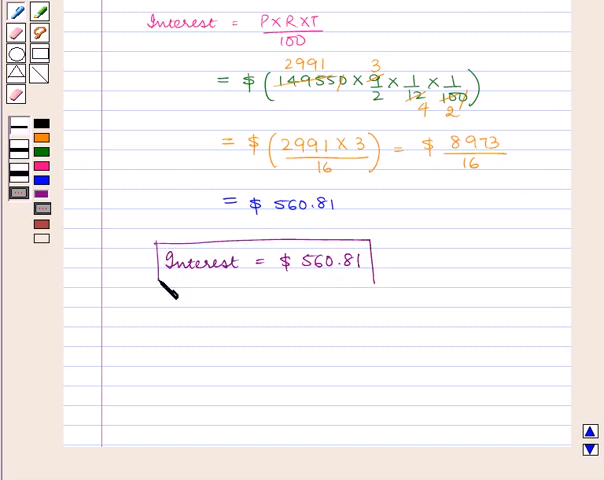 Interest = P X R X T / 100
2991 3
= $ ( 149550 × 9/2 × 1/12 × 1/100 )
4 2
= $ ( 2991 X 3 / 16 ) = $ 8973 / 16
= $ 560.81
Interest = $ 560.81